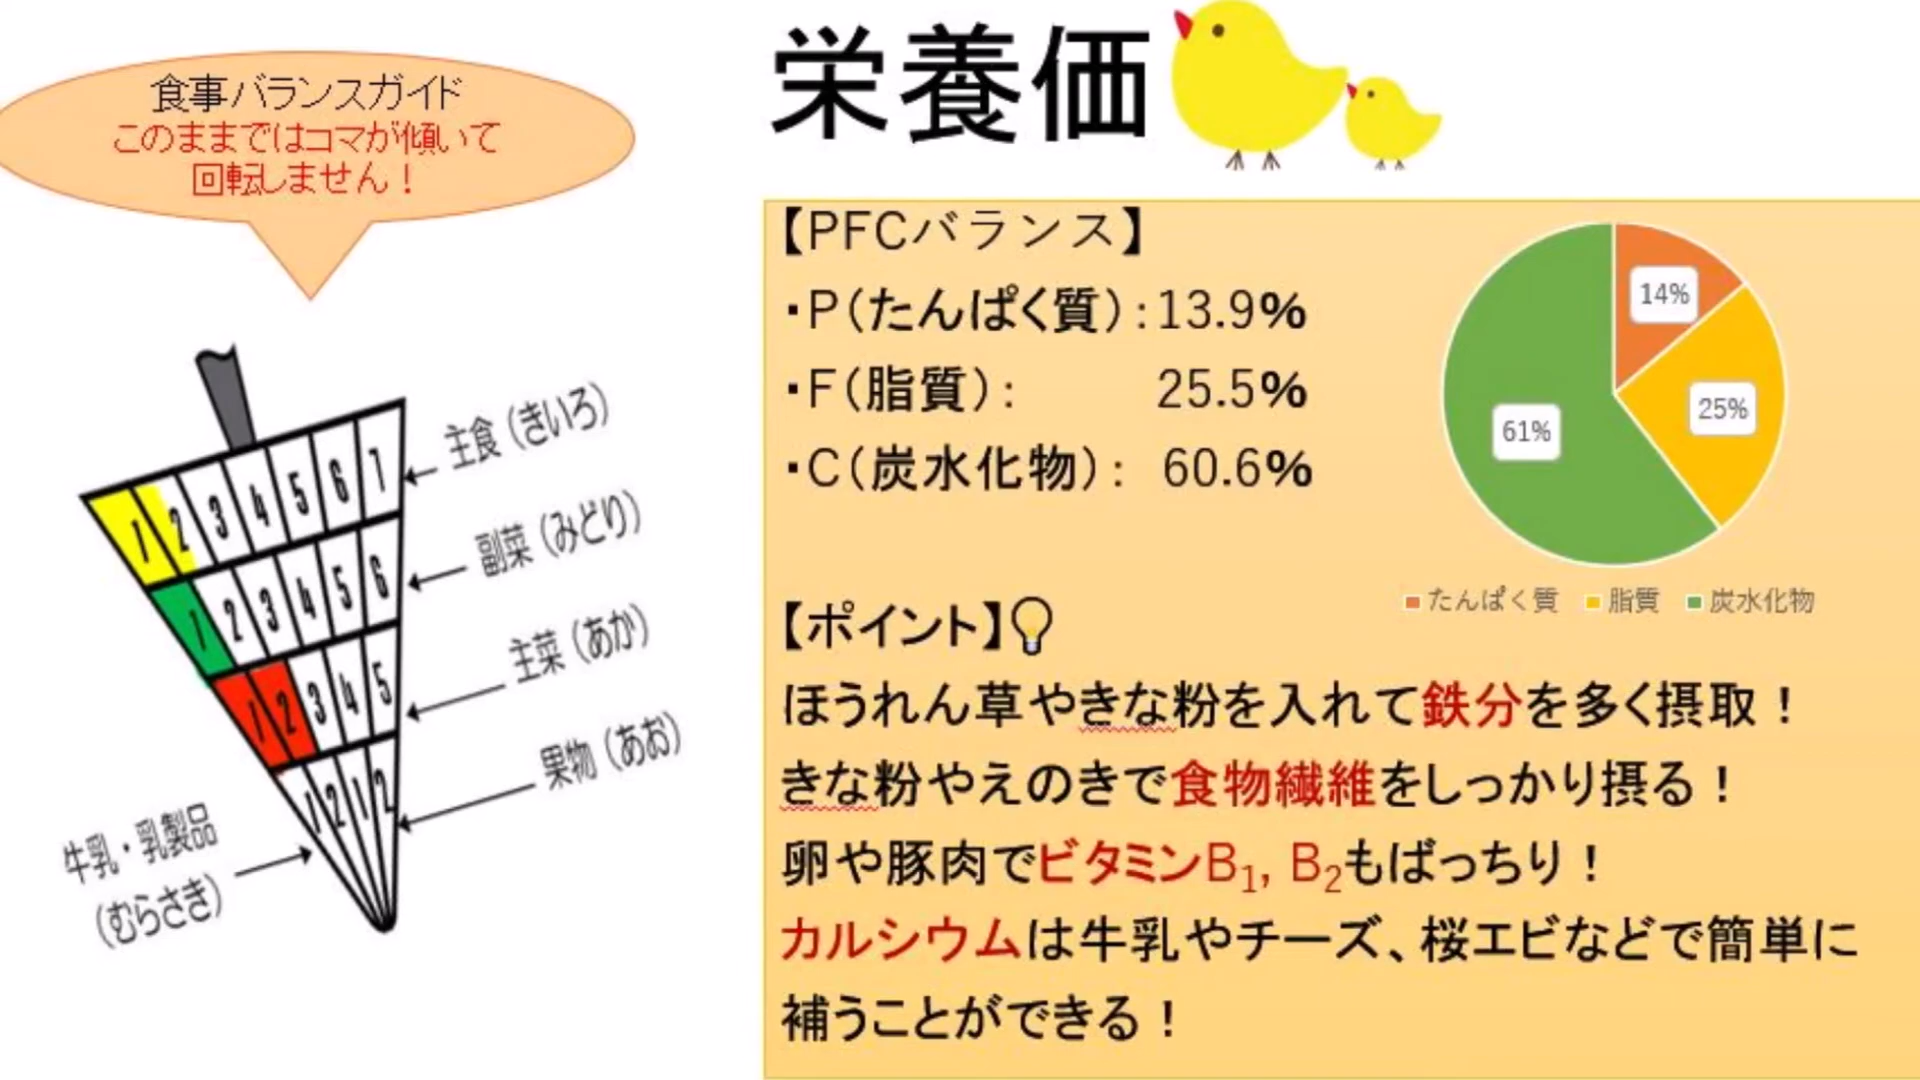 食事バランスガイド
このままではコマが傾いて
回転しません！
主食（きいろ）
1 2 3 4 5 6 7
副菜（みどり）
1 2 3 4 5 6
主菜（あか）
1 2 3 4 5
果物（あお）
1 2 1 2
牛乳・乳製品
（むらさき）
栄養価
【PFCバランス】
・P（たんぱく質）：13.9%
・F（脂質）： 25.5%
・C（炭水化物）： 60.6%
14%
25%
61%
たんぱく質 脂質 炭水化物
【ポイント】💡
ほうれん草やきな粉を入れて鉄分を多く摂取！
きな粉やえのきで食物繊維をしっかり摂る！
卵や豚肉でビタミンB₁, B₂もばっちり！
カルシウムは牛乳やチーズ、桜エビなどで簡単に
補うことができる！